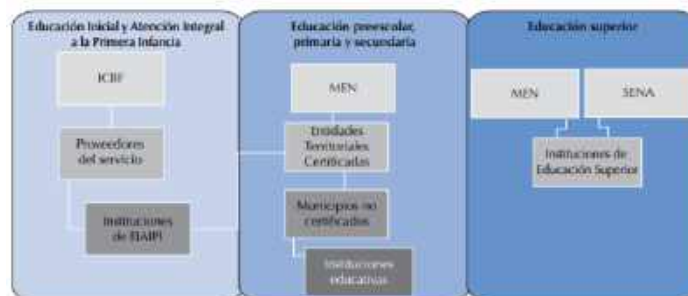 Educación Inicial y Atención Integral
a la Primera Infancia
ICBF
Proveedores
del servicio
Instituciones
de EIAIPI
Educación preescolar,
primaria y secundaria
MEN
Entidades
Territoriales
Certificadas
Municipios no
certificados
Instituciones
educativas
Educación superior
MEN
SENA
Instituciones de
Educación Superior